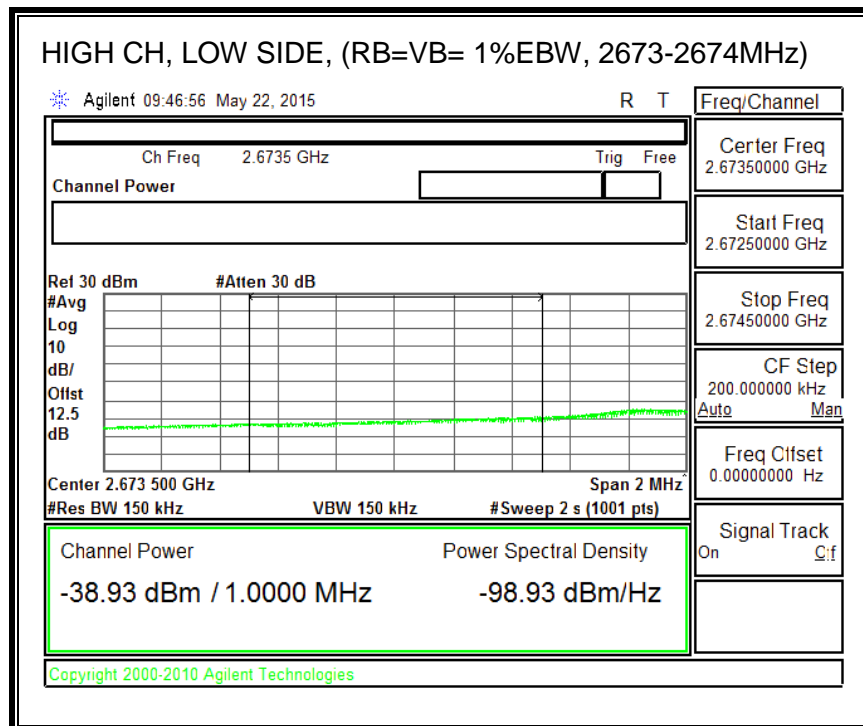 HIGH CH, LOW SIDE, (RB=VB= 1%EBW, 2673-2674MHz)
Agilent 09:46:56 May 22, 2015 R T
Freq/Channel
Ch Freq 2.6735 GHz Trig Free
Channel Power
Center Freq
2.67350000 GHz
Start Freq
2.67250000 GHz
Stop Freq
2.67450000 GHz
CF Step
200.000000 kHz
Auto Man
Freq Offset
0.00000000 Hz
Signal Track
On Off
Ref 30 dBm #Atten 30 dB
#Avg
Log
10
dB/
Offst
12.5
dB
Center 2.673 500 GHz Span 2 MHz
#Res BW 150 kHz VBW 150 kHz #Sweep 2 s (1001 pts)
Channel Power Power Spectral Density
-38.93 dBm / 1.0000 MHz -98.93 dBm/Hz
Copyright 2000-2010 Agilent Technologies